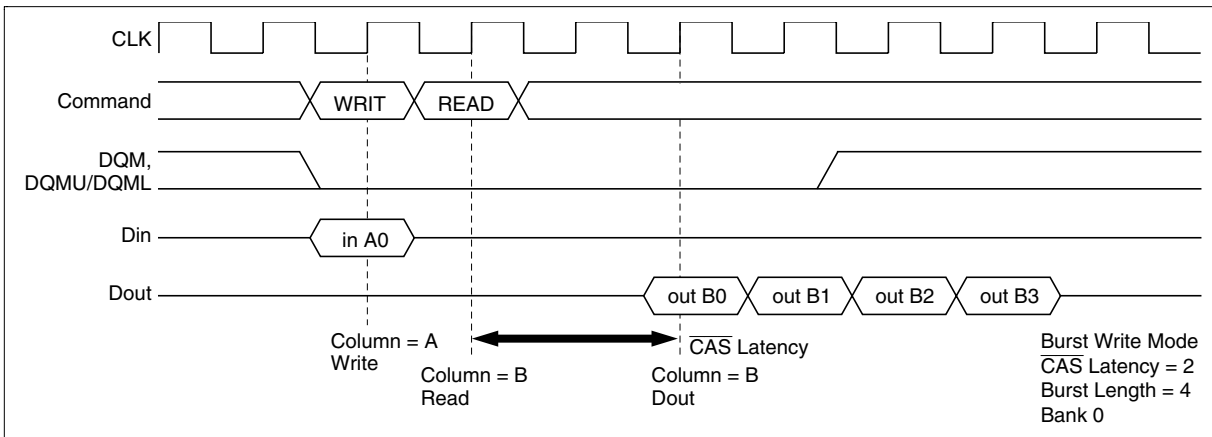 CLK
Command
WRIT
READ
DQM,
DQMU/DQML
Din
in A0
Dout
out B0
out B1
out B2
out B3
Column = A
Write
Column = B
Read
CAS Latency
Column = B
Dout
Burst Write Mode
CAS Latency = 2
Burst Length = 4
Bank 0